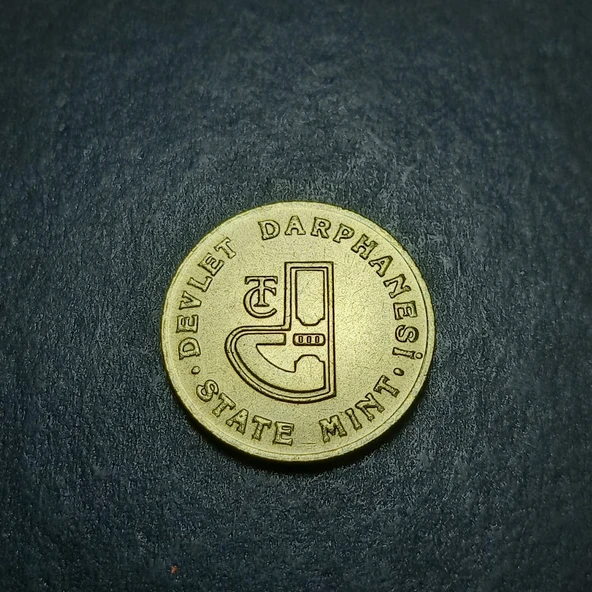 DEVLET DARPHANESİ
TC
· STATE MINT ·